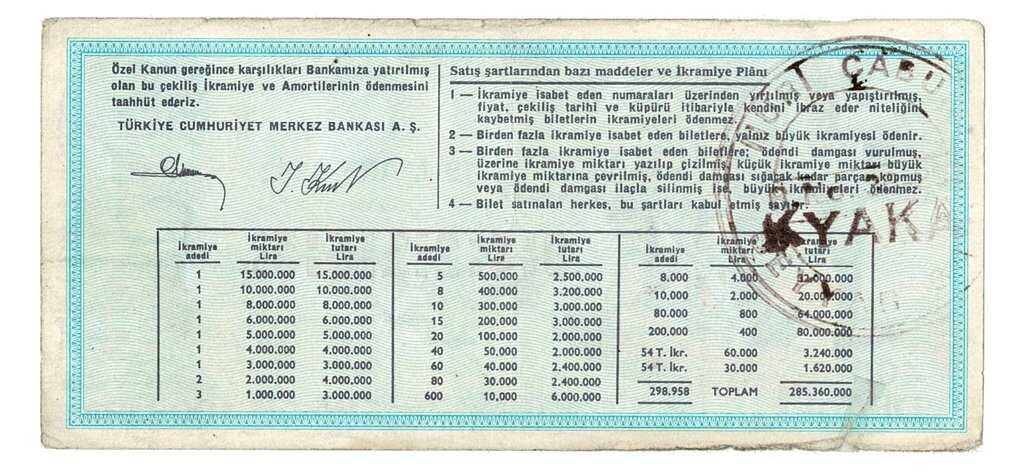 Özel Kanun gereğince karşılıkları Bankamıza yatırılmış
olan bu çekiliş İkramiye ve Amortilerinin ödenmesini
taahhüt ederiz.
TÜRKİYE CUMHURİYET MERKEZ BANKASI A. Ş.
Satış şartlarından bazı maddeler ve İkramiye Plânı
1 — İkramiye isabet eden numaraları üzerinden yırtılmış veya yapıştırılmış,
fiyat, çekiliş tarihi ve küpürü itibariyle kendini ibraz eder niteliğini
kaybetmiş biletlerin ikramiyeleri ödenmez.
2 — Birden fazla ikramiye isabet eden biletlere, yalnız büyük ikramiyesi ödenir.
3 — Birden fazla ikramiye isabet eden biletlere; ödendi damgası vurulmuş,
üzerine ikramiye miktarı yazılıp çizilmiş, küçük ikramiye miktarı büyük
ikramiye miktarına çevrilmiş, ödendi damgası sığacak kadar parçası kopmuş
veya ödendi damgası ilaçla silinmiş ise, büyük ikramiyeleri ödenmez.
4 — Bilet satınalan herkes, bu şartları kabul etmiş sayılır.
NURİ ÇABU
KYAKA
İkramiye adedi İkramiye miktarı Lira İkramiye tutarı Lira İkramiye adedi İkramiye miktarı Lira İkramiye tutarı Lira İkramiye adedi İkramiye miktarı Lira İkramiye tutarı Lira
1 15.000.000 15.000.000 5 500,000 2.500.000 8.000 4.000 32.000.000
1 10.000.000 10.000.000 8 400.000 3.200.000 10,000 2.000 20.000.000
1 8.000.000 8.000.000 10 300.000 3.000.000 80.000 800 64.000.000
1 6.000.000 6.000.000 15 200,000 3.000.000 200.000 400 80.000.000
1 5.000.000 5.000.000 20 100,000 2.000.000
1 4.000.000 4.000.000 40 50.000 2.000.000 54 T. İkr. 60.000 3.240.000
1 3,000.000 3.000.000 60 40.000 2.400.000 54 T. İkr. 30.000 1.620.000
2 2.000.000 4.000.000 80 30.000 2.400.000
3 1.000.000 3.000.000 600 10,000 6.000.000 298.958 TOPLAM 285.360.000